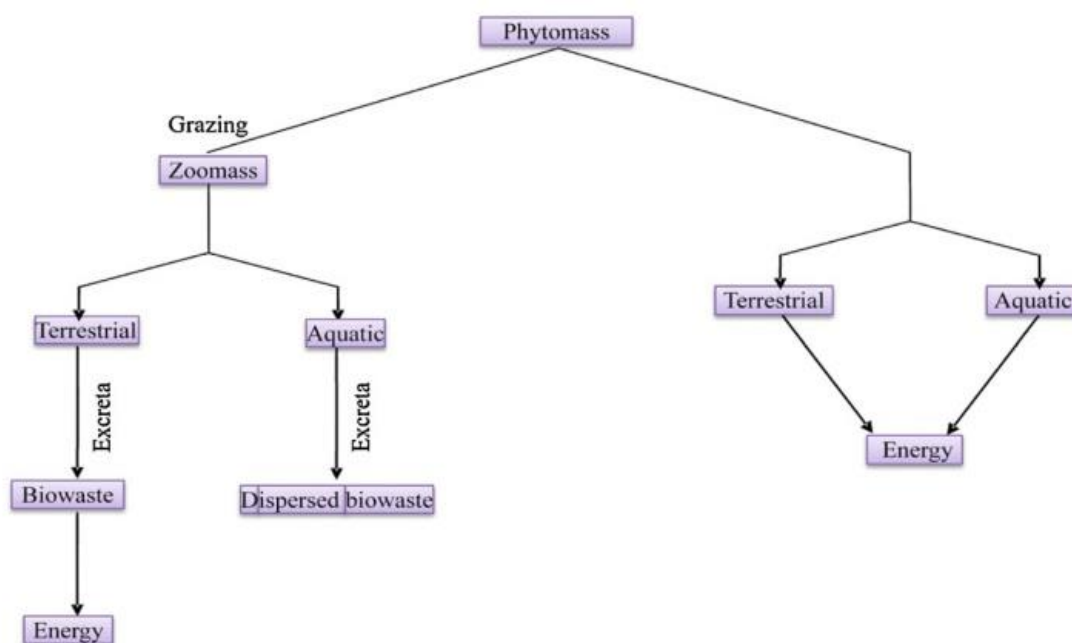 Phytomass
Grazing
Zoomass
Terrestrial
Aquatic
Terrestrial
Aquatic
Excreta
Excreta
Energy
Biowaste
Dispersed biowaste
Energy